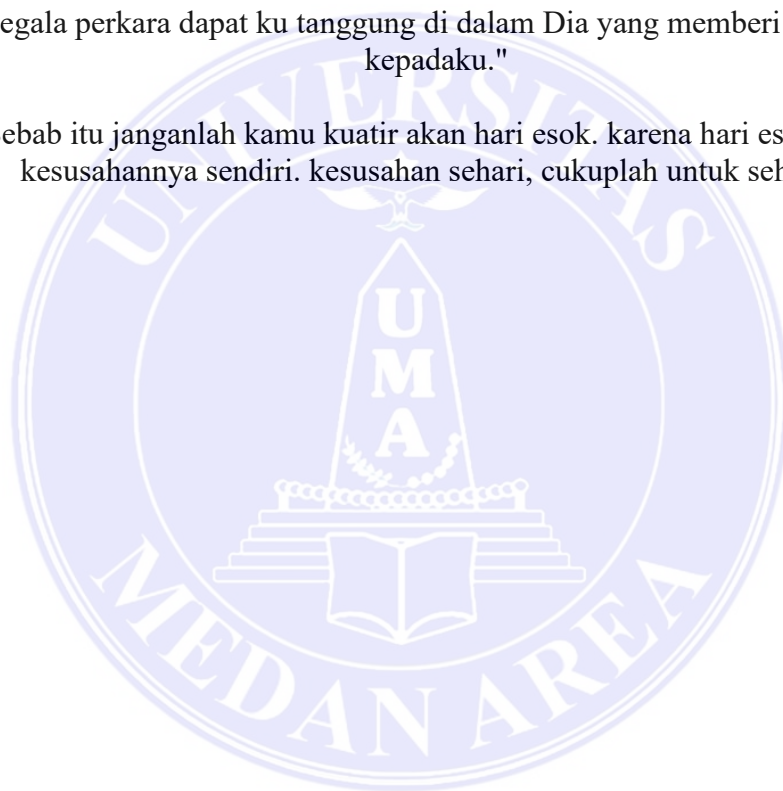 egala perkara dapat ku tanggung di dalam Dia yang memberi
kepadaku."
ebab itu janganlah kamu kuatir akan hari esok. karena hari es
kesusahannya sendiri. kesusahan sehari, cukuplah untuk seh
UNIVERSITAS
UMA
MEDAN AREA